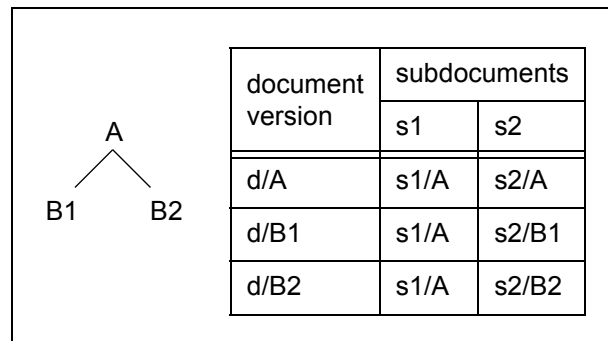 A
B1 B2
document version subdocuments
s1 s2
d/A s1/A s2/A
d/B1 s1/A s2/B1
d/B2 s1/A s2/B2